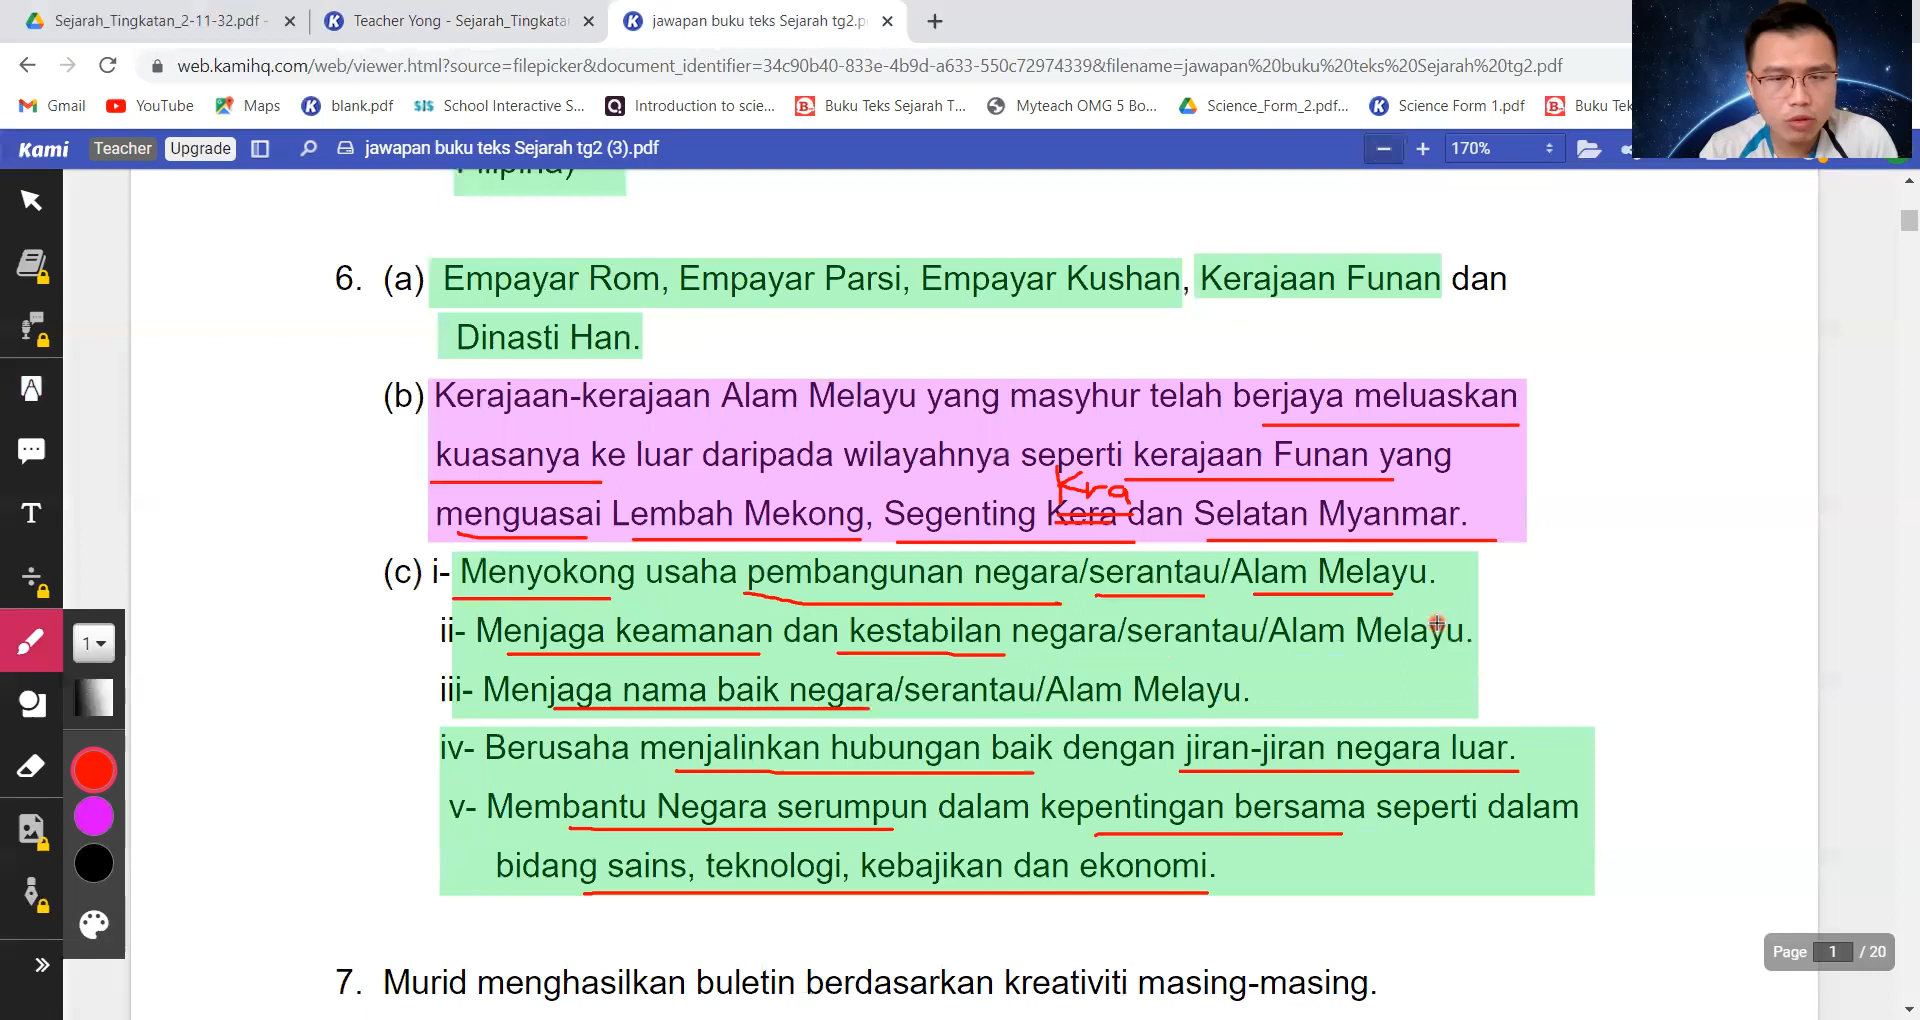 Sejarah_Tingkatan_2-11-32.pdf -
Teacher Yong - Sejarah_Tingkata
jawapan buku teks Sejarah tg2.p
web.kamihq.com/web/viewer.html?source=filepicker&document_identifier=34c90b40-833e-4b9d-a633-550c72974339&filename=jawapan%20buku%20teks%20Sejarah%20tg2.pdf
Gmail YouTube Maps blank.pdf School Interactive S... Introduction to scie... Buku Teks Sejarah T... Myteach OMG 5 Bo... Science_Form_2.pdf... Science Form 1.pdf Buku Tek
Kami Teacher Upgrade jawapan buku teks Sejarah tg2 (3).pdf 170%
Filipina)
6. (a) Empayar Rom, Empayar Parsi, Empayar Kushan, Kerajaan Funan dan
Dinasti Han.
(b) Kerajaan-kerajaan Alam Melayu yang masyhur telah berjaya meluaskan
kuasanya ke luar daripada wilayahnya seperti kerajaan Funan yang
Kra
menguasai Lembah Mekong, Segenting Kera dan Selatan Myanmar.
(c) i- Menyokong usaha pembangunan negara/serantau/Alam Melayu.
ii- Menjaga keamanan dan kestabilan negara/serantau/Alam Melayu.
iii- Menjaga nama baik negara/serantau/Alam Melayu.
iv- Berusaha menjalinkan hubungan baik dengan jiran-jiran negara luar.
v- Membantu Negara serumpun dalam kepentingan bersama seperti dalam
bidang sains, teknologi, kebajikan dan ekonomi.
7. Murid menghasilkan buletin berdasarkan kreativiti masing-masing.
1
Page 1 / 20